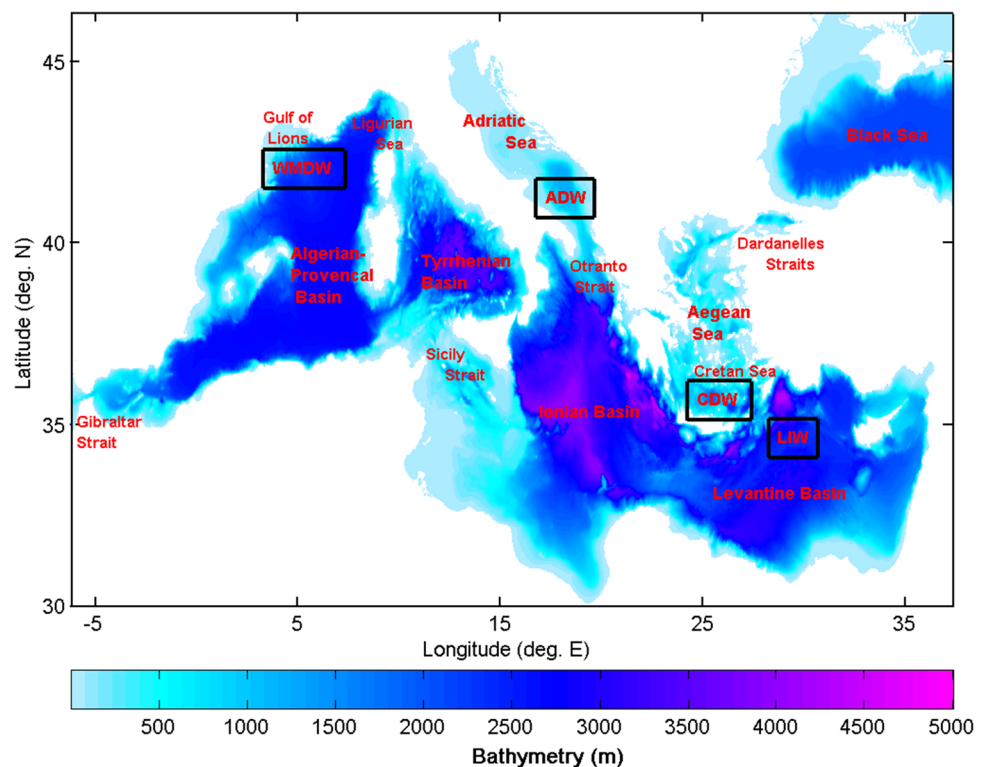 45
40
35
30
Latitude (deg. N)
Gulf of
Lions
Ligurian
Sea
WMDW
Adriatic
Sea
ADW
Black Sea
Algerian-
Provencal
Basin
Tyrrhenian
Basin
Otranto
Strait
Dardanelles
Straits
Aegean
Sea
Sicily
Strait
Cretan Sea
CDW
Gibraltar
Strait
Ionian Basin
LIW
Levantine Basin
-5 5 15 25 35
Longitude (deg. E)
500 1000 1500 2000 2500 3000 3500 4000 4500 5000
Bathymetry (m)